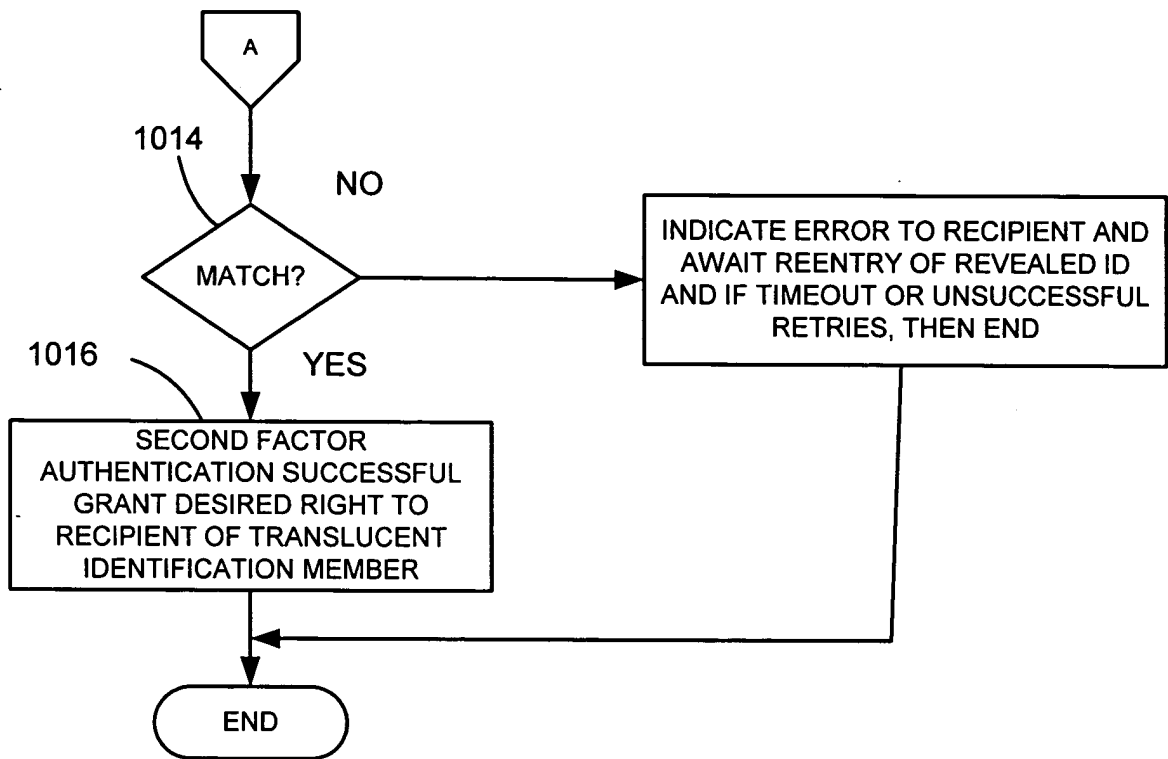 A
1014
NO
MATCH?
INDICATE ERROR TO RECIPIENT AND
AWAIT REENTRY OF REVEALED ID
AND IF TIMEOUT OR UNSUCCESSFUL
RETRIES, THEN END
1016
YES
SECOND FACTOR
AUTHENTICATION SUCCESSFUL
GRANT DESIRED RIGHT TO
RECIPIENT OF TRANSLUCENT
IDENTIFICATION MEMBER
END